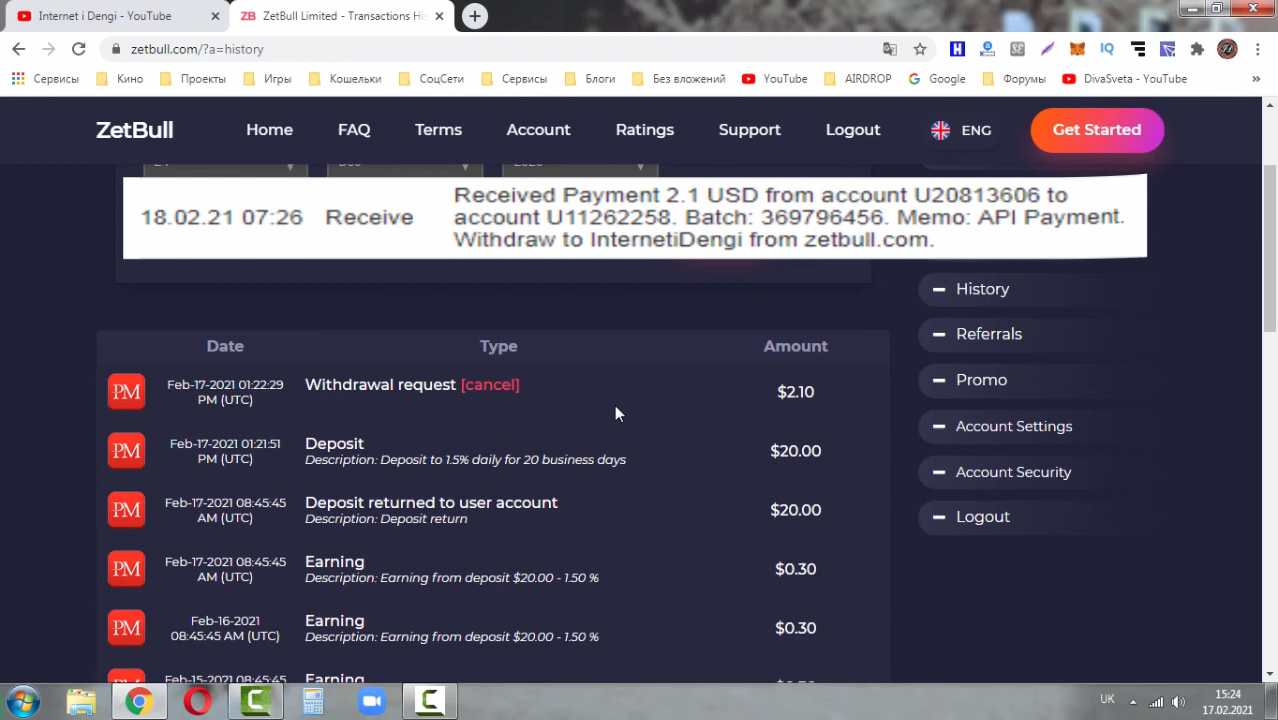 Internet i Dengi - YouTube
ZB ZetBull Limited - Transactions His
zetbull.com/?a=history
Сервисы
Кино
Проекты
Игры
Кошельки
СоцСети
Сервисы
Блоги
Без вложений
YouTube
AIRDROP
Google
Форумы
DivaSveta - YouTube
ZetBull
Home
FAQ
Terms
Account
Ratings
Support
Logout
ENG
Get Started
18.02.21 07:26
Receive
Received Payment 2.1 USD from account U20813606 to
account U11262258. Batch: 369796456. Memo: API Payment.
Withdraw to InternetiDengi from zetbull.com.
History
Referrals
Promo
Account Settings
Account Security
Logout
Date
Type
Amount
PM
Feb-17-2021 01:22:29
PM (UTC)
Withdrawal request [cancel]
$2.10
PM
Feb-17-2021 01:21:51
PM (UTC)
Deposit
Description: Deposit to 1.5% daily for 20 business days
$20.00
PM
Feb-17-2021 08:45:45
AM (UTC)
Deposit returned to user account
Description: Deposit return
$20.00
PM
Feb-17-2021 08:45:45
AM (UTC)
Earning
Description: Earning from deposit $20.00 - 1.50 %
$0.30
PM
Feb-16-2021
08:45:45 AM (UTC)
Earning
Description: Earning from deposit $20.00 - 1.50 %
$0.30
Feb-15-2021 08:45:45
Earning
UK
15:24
17.02.2021